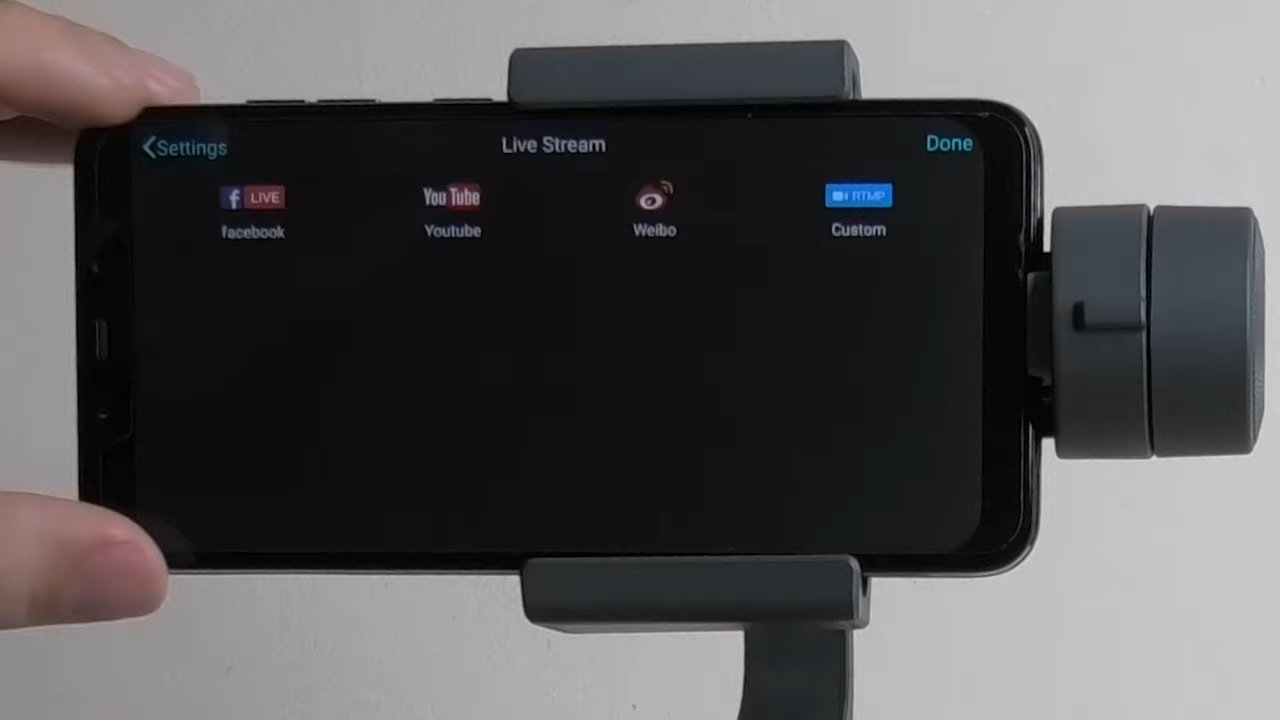 Settings
Live Stream
Done
f LIVE
You Tube
RTMP
facebook
Youtube
Weibo
Custom